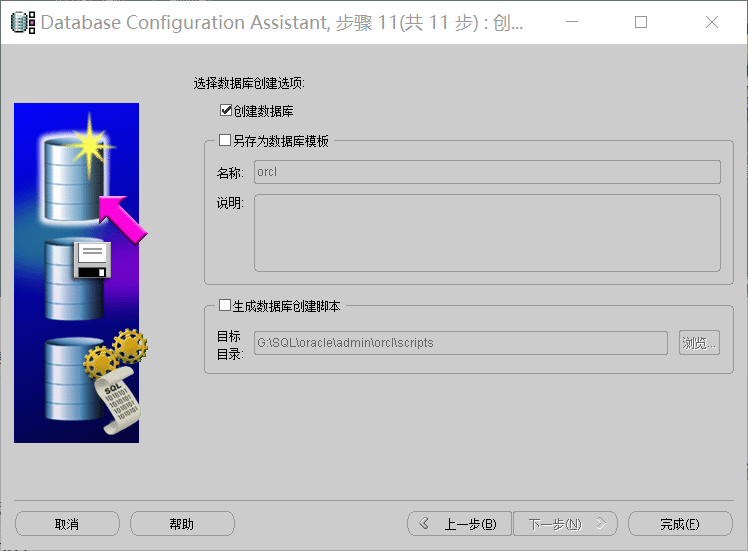 Database Configuration Assistant, 步骤 11(共 11 步) : 创...
选择数据库创建选项:
创建数据库
另存为数据库模板
名称: orcl
说明:
生成数据库创建脚本
目标
目录: G:\SQL\oracle\admin\orcl\scripts 浏览...
SQL
取消 帮助 上一步(B) 下一步(N) 完成(F)